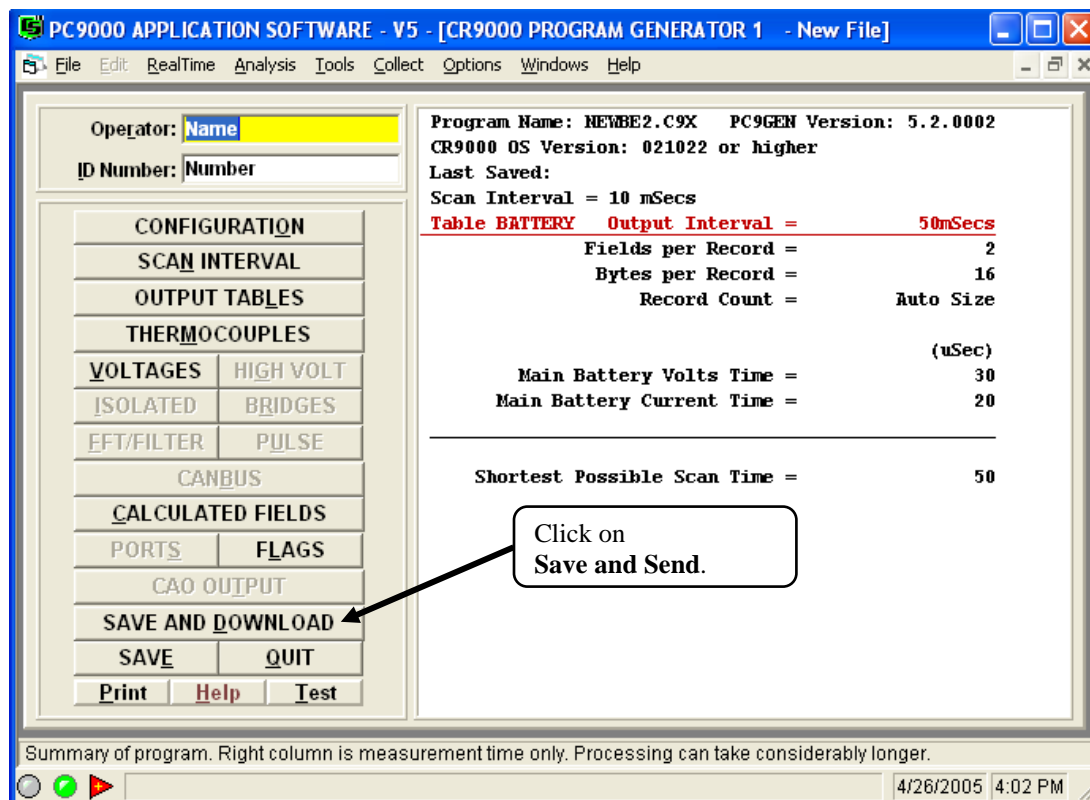 PC9000 APPLICATION SOFTWARE - V5 - [CR9000 PROGRAM GENERATOR 1 - New File]
File Edit RealTime Analysis Tools Collect Options Windows Help
Operator: Name
ID Number: Number
CONFIGURATION
SCAN INTERVAL
OUTPUT TABLES
THERMOCOUPLES
VOLTAGES HIGH VOLT
ISOLATED BRIDGES
FFT/FILTER PULSE
CANBUS
CALCULATED FIELDS
PORTS FLAGS
CAO OUTPUT
SAVE AND DOWNLOAD
SAVE QUIT
Print Help Test
Program Name: NEWBE2.C9X PC9GEN Version: 5.2.0002
CR9000 OS Version: 021022 or higher
Last Saved:
Scan Interval = 10 mSecs
Table BATTERY Output Interval = 50mSecs
Fields per Record = 2
Bytes per Record = 16
Record Count = Auto Size
(uSec)
Main Battery Volts Time = 30
Main Battery Current Time = 20
Shortest Possible Scan Time = 50
Click on
Save and Send.
Summary of program. Right column is measurement time only. Processing can take considerably longer.
4/26/2005 4:02 PM